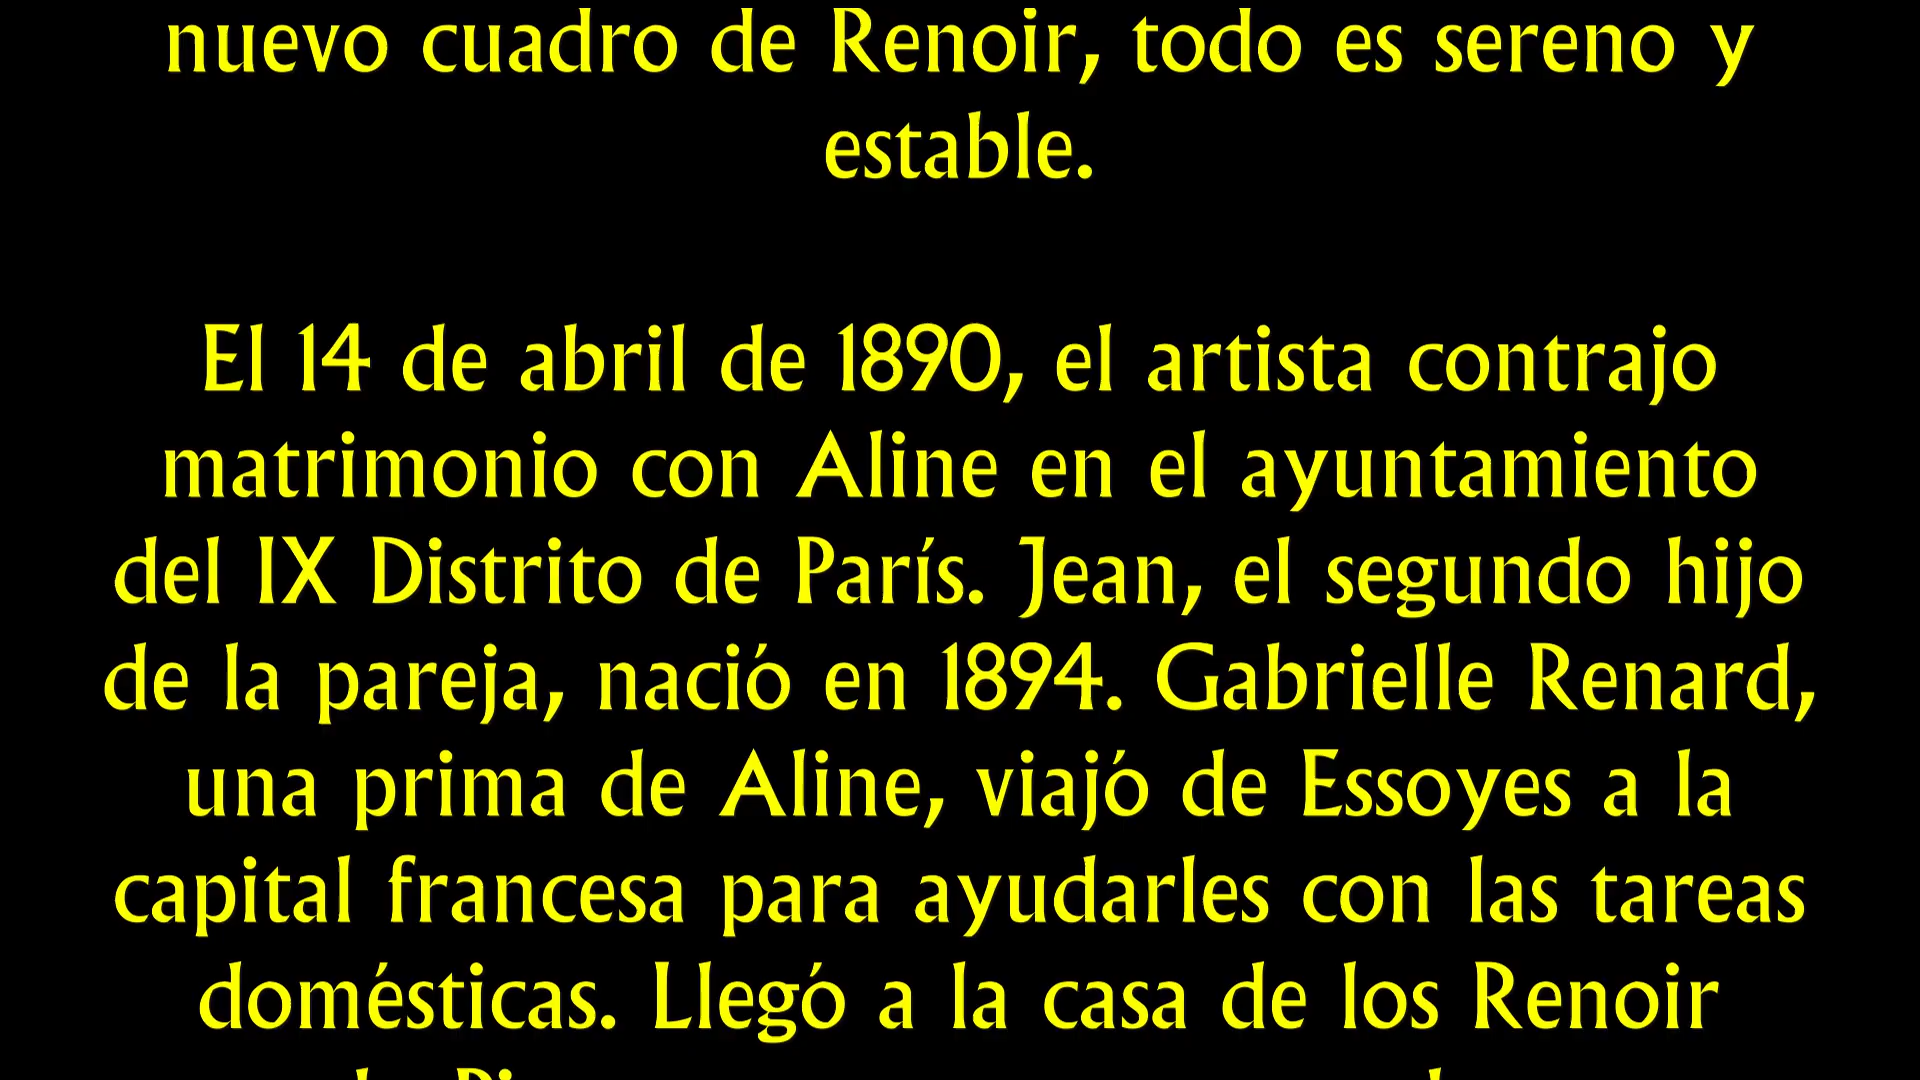 nuevo cuadro de Renoir, todo es sereno y
estable.
El 14 de abril de 1890, el artista contrajo
matrimonio con Aline en el ayuntamiento
del IX Distrito de París. Jean, el segundo hijo
de la pareja, nació en 1894. Gabrielle Renard,
una prima de Aline, viajó de Essoyes a la
capital francesa para ayudarles con las tareas
domésticas. Llegó a la casa de los Renoir